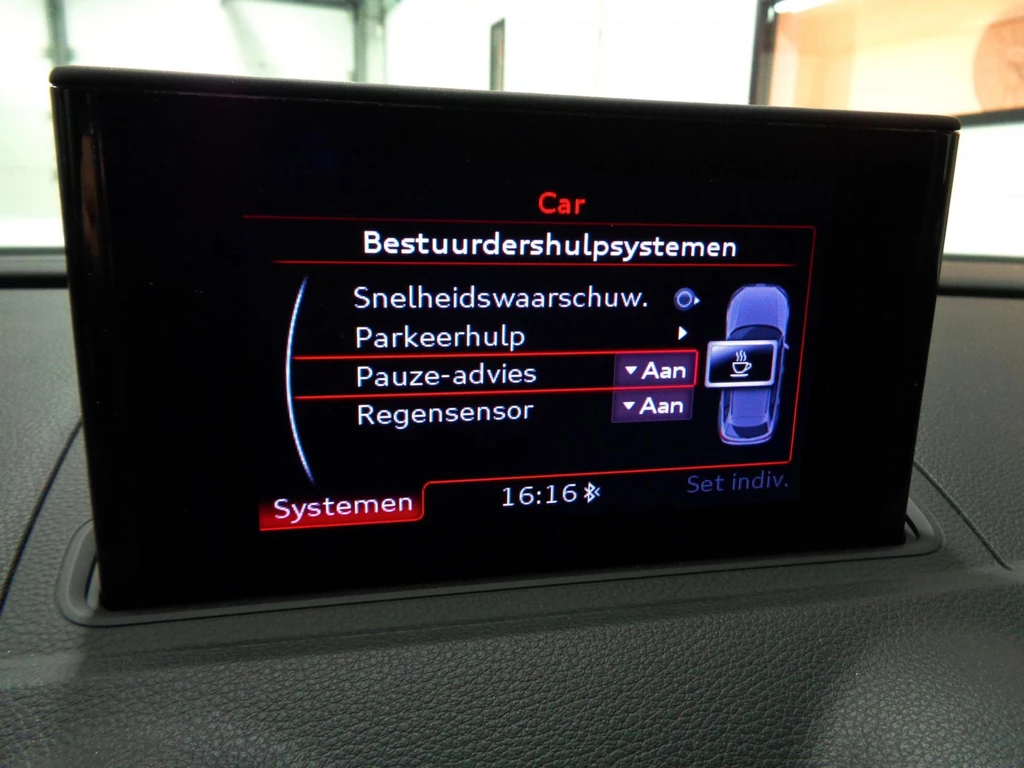 Car
Bestuurdershulpsystemen
Snelheidswaarschuw.
Parkeerhulp
Pauze-advies Aan
Regensensor Aan
Systemen 16:16 Set indiv.